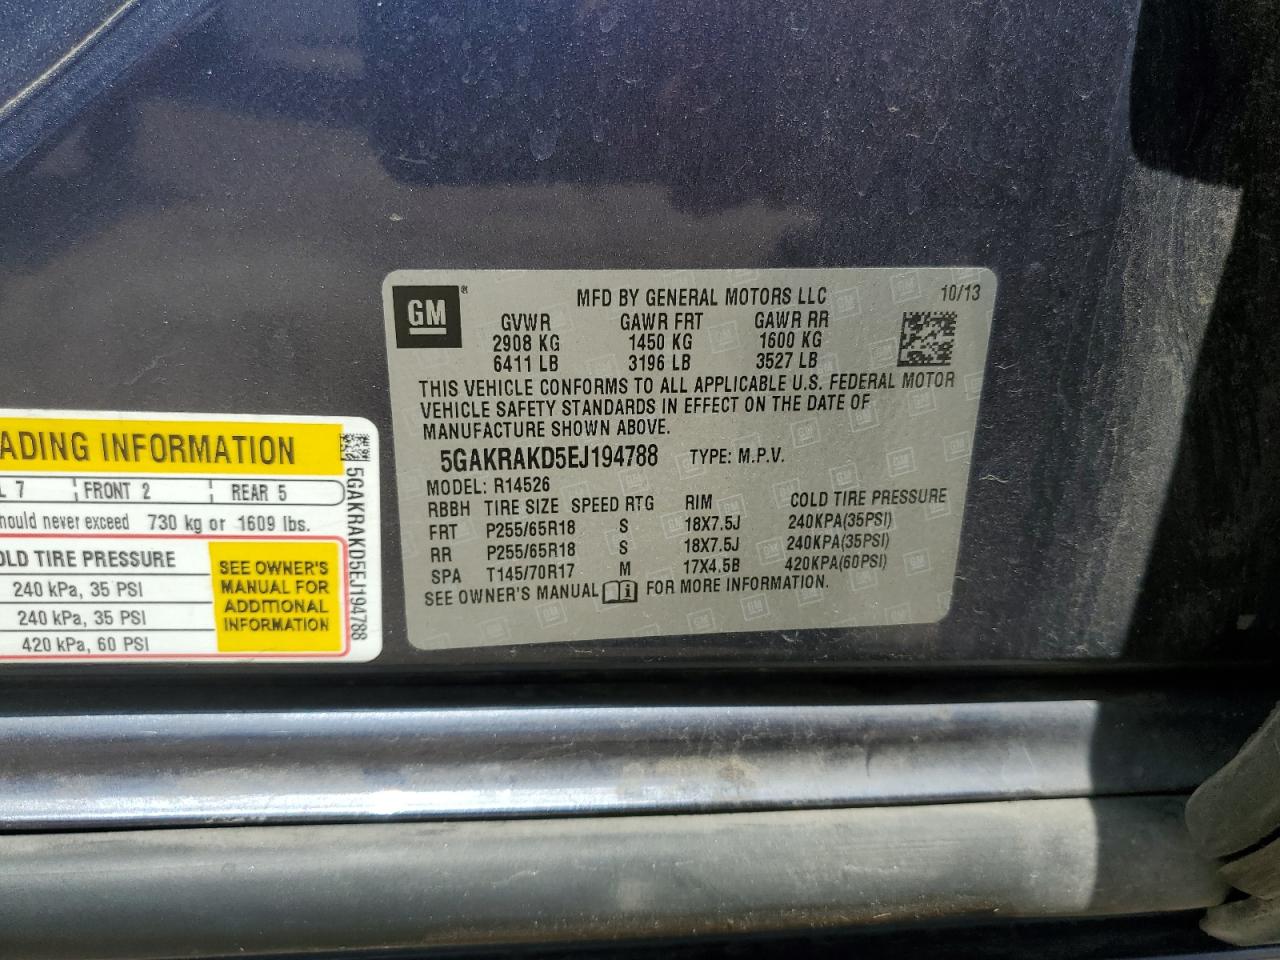 GM®
MFD BY GENERAL MOTORS LLC 10/13
GVWR GAWR FRT GAWR RR
2908 KG 1450 KG 1600 KG
6411 LB 3196 LB 3527 LB
THIS VEHICLE CONFORMS TO ALL APPLICABLE U.S. FEDERAL MOTOR
VEHICLE SAFETY STANDARDS IN EFFECT ON THE DATE OF
MANUFACTURE SHOWN ABOVE.
5GAKRAKD5EJ194788 TYPE: M.P.V.
MODEL: R14526
RBBH TIRE SIZE SPEED RTG RIM COLD TIRE PRESSURE
FRT P255/65R18 S 18X7.5J 240KPA(35PSI)
RR P255/65R18 S 18X7.5J 240KPA(35PSI)
SPA T145/70R17 M 17X4.5B 420KPA(60PSI)
SEE OWNER'S MANUAL i FOR MORE INFORMATION.
ADING INFORMATION
L 7 FRONT 2 REAR 5
hould never exceed 730 kg or 1609 lbs.
OLD TIRE PRESSURE
240 kPa, 35 PSI
240 kPa, 35 PSI
420 kPa, 60 PSI
SEE OWNER'S
MANUAL FOR
ADDITIONAL
INFORMATION
5GAKRAKD5EJ194788